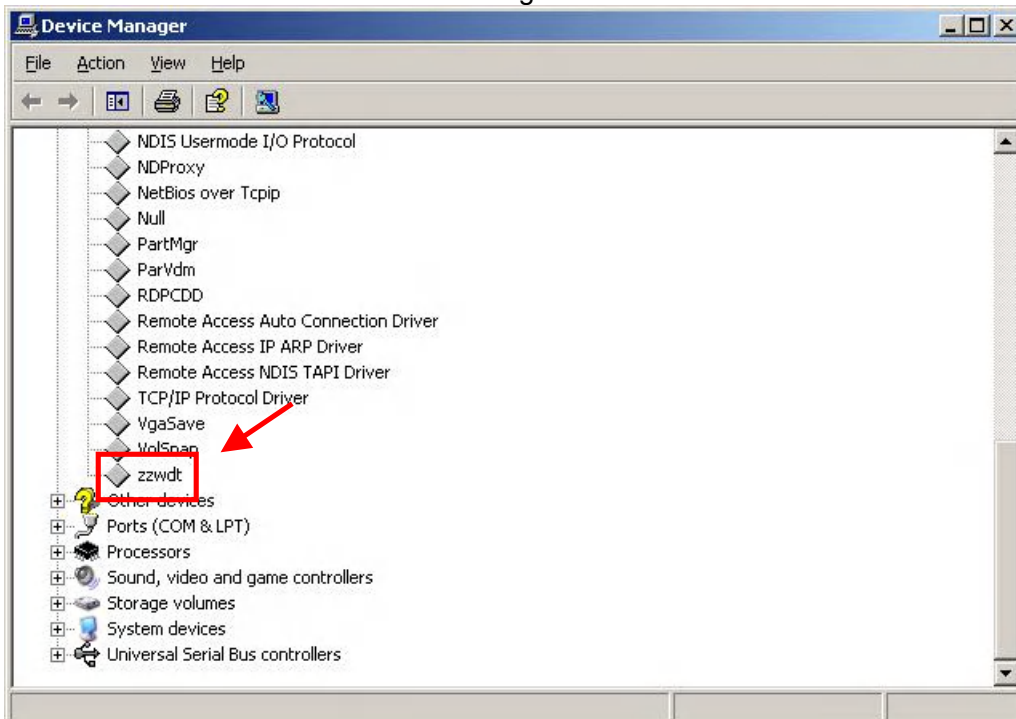 Device Manager
File Action View Help
NDIS Usermode I/O Protocol
NDProxy
NetBios over Tcpip
Null
PartMgr
ParVdm
RDPCDD
Remote Access Auto Connection Driver
Remote Access IP ARP Driver
Remote Access NDIS TAPI Driver
TCP/IP Protocol Driver
VgaSave
VolSnap
zzwdt
Other devices
Ports (COM & LPT)
Processors
Sound, video and game controllers
Storage volumes
System devices
Universal Serial Bus controllers